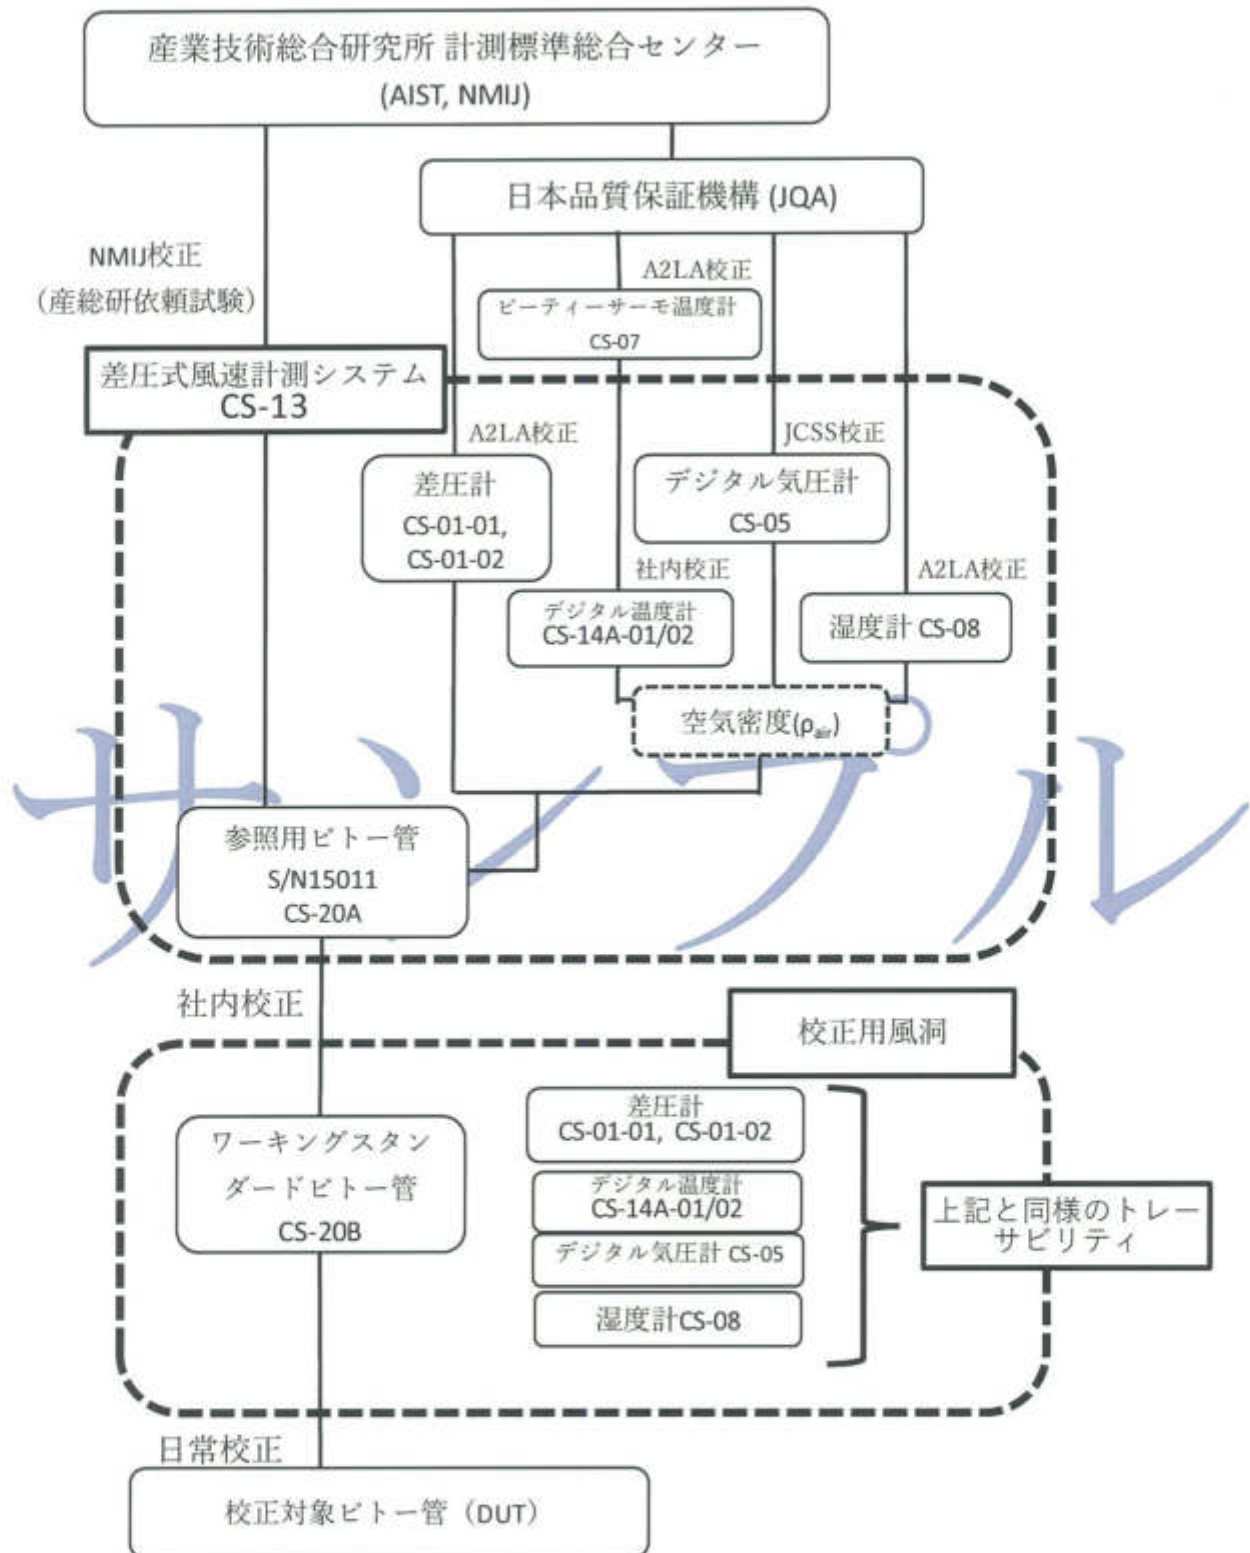 産業技術総合研究所 計測標準総合センター
(AIST, NMIJ)
日本品質保証機構 (JQA)
NMIJ校正
（産総研依頼試験）
A2LA校正
ピーティーサーモ温度計
CS-07
差圧式風速計測システム
CS-13
A2LA校正
差圧計
CS-01-01,
CS-01-02
JCSS校正
デジタル気圧計
CS-05
社内校正
デジタル温度計
CS-14A-01/02
A2LA校正
湿度計 CS-08
空気密度(ρair)
サンプル
参照用ピトー管
S/N15011
CS-20A
社内校正
校正用風洞
ワーキングスタン
ダードピトー管
CS-20B
差圧計
CS-01-01, CS-01-02
デジタル温度計
CS-14A-01/02
デジタル気圧計 CS-05
湿度計CS-08
上記と同様のトレー
サビリティ
日常校正
校正対象ピトー管（DUT）